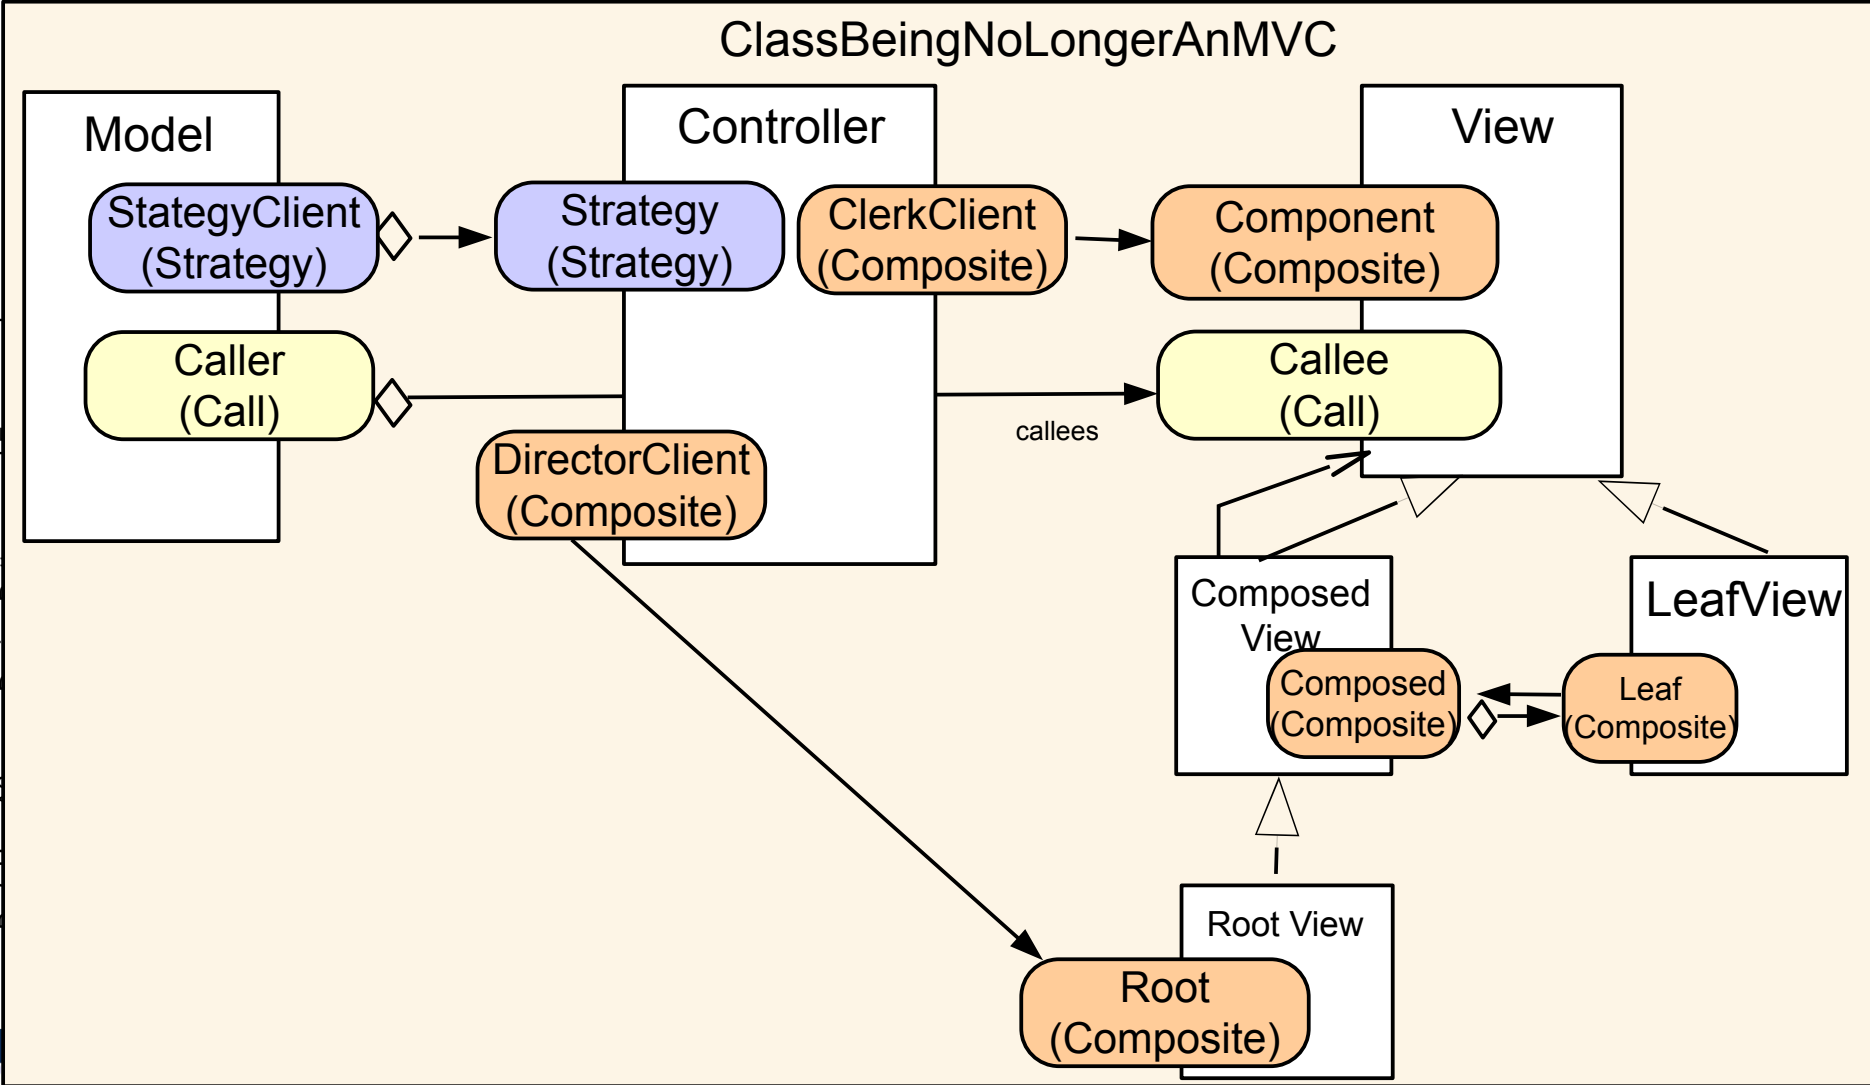 ClassBeingNoLongerAnMVC
Model
Controller
View
StategyClient
(Strategy)
Strategy
(Strategy)
ClerkClient
(Composite)
Component
(Composite)
Caller
(Call)
Callee
(Call)
callees
DirectorClient
(Composite)
Composed
View
LeafView
Composed
(Composite)
Leaf
(Composite)
Root View
Root
(Composite)